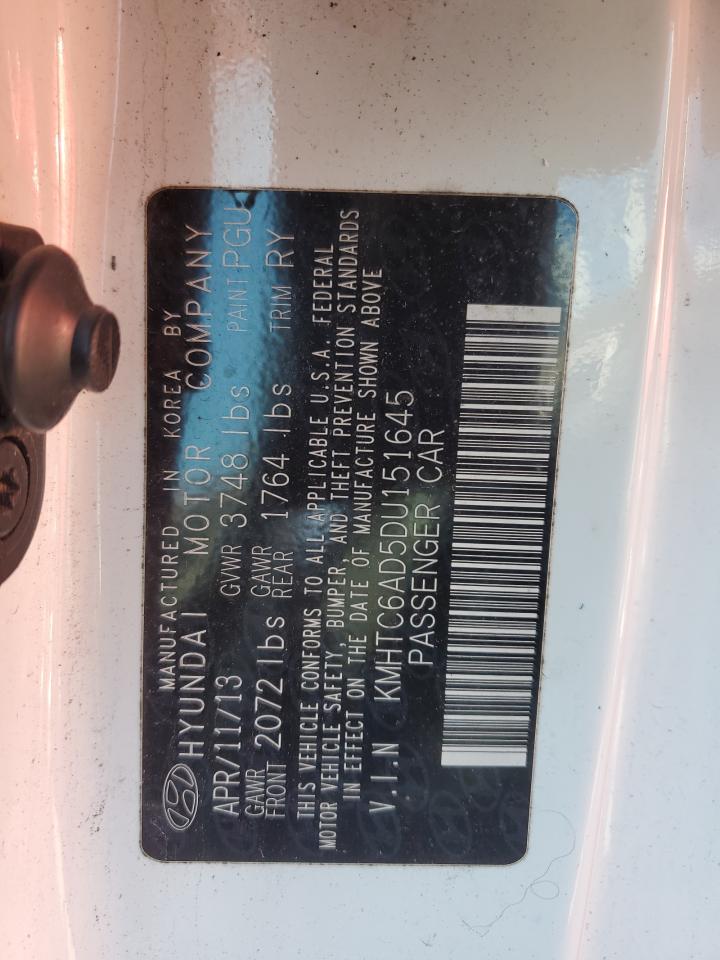 MANUFACTURED IN KOREA BY
HYUNDAI MOTOR COMPANY
APR/11/13 GVWR 3748 lbs PAINT PGU
GAWR FRONT 2072 lbs GAWR REAR 1764 lbs TRIM RY
THIS VEHICLE CONFORMS TO ALL APPLICABLE U.S.A. FEDERAL
MOTOR VEHICLE SAFETY, BUMPER, AND THEFT PREVENTION STANDARDS
IN EFFECT ON THE DATE OF MANUFACTURE SHOWN ABOVE
V.I.N KMHTC6AD5DU151645
PASSENGER CAR